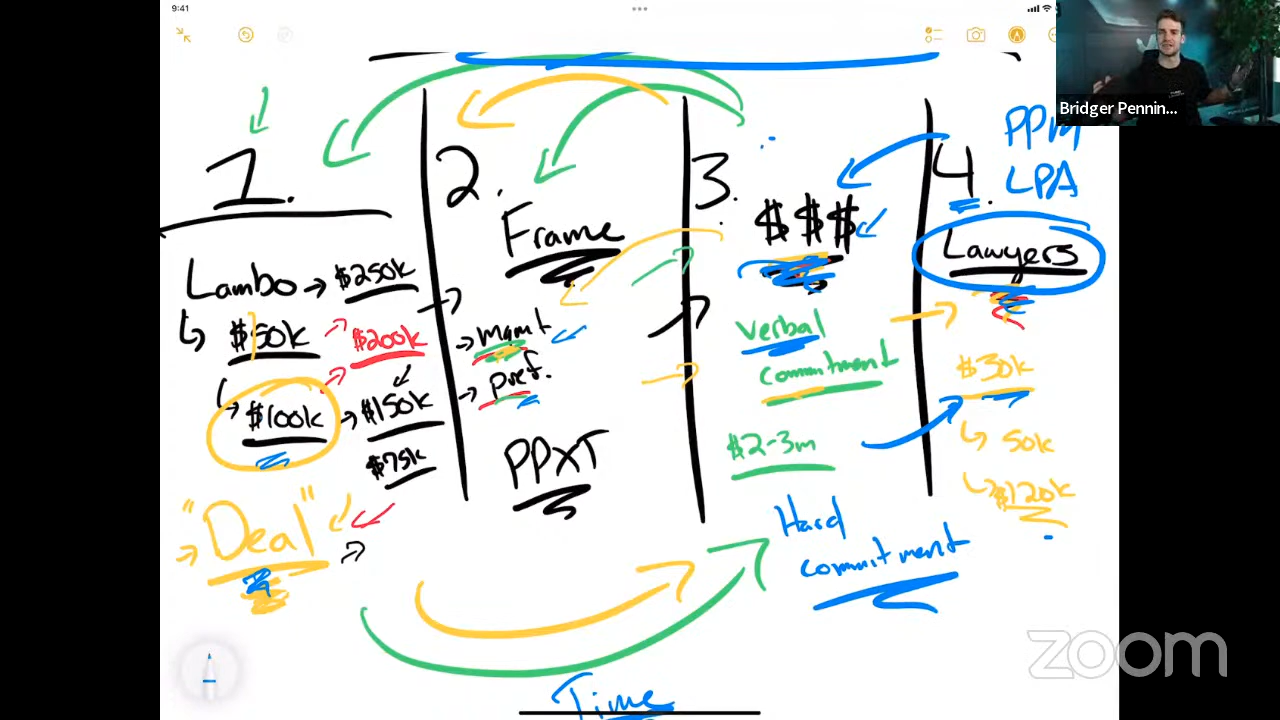 9:41
Bridger Pennin...
PPM
LPA
1.
2.
3.
4.
Lambo → $250k
↳ $50k
$200k
→ $100k → $150k
$75k
"Deal"
Frame
→ mgmt
→ pref.
PPXT
$$$
verbal
commitment
$2-3m
Hard
commitment
Lawyers
$30k
↳ 50k
↳ $120k
Time
zoom